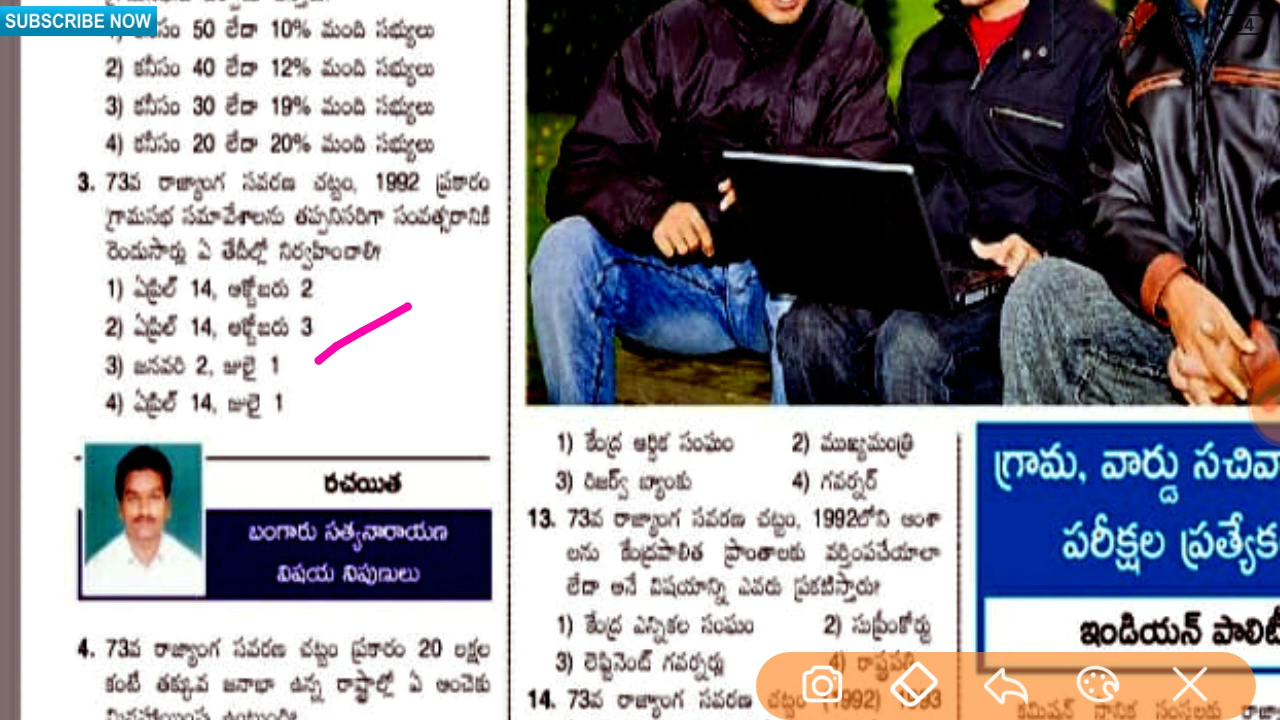 SUBSCRIBE NOW
50 లేదా 10% మంది సభ్యులు
2) కనీసం 40 లేదా 12% మంది సభ్యులు
3) కనీసం 30 లేదా 19% మంది సభ్యులు
4) కనీసం 20 లేదా 20% మంది సభ్యులు
3. 73వ రాజ్యాంగ సవరణ చట్టం, 1992 ప్రకారం
గ్రామసభ సమావేశాలను తప్పనిసరిగా సంవత్సరానికి
రెండుసార్లు ఏ తేదీల్లో నిర్వహించాలి?
1) ఏప్రిల్ 14, అక్టోబరు 2
2) ఏప్రిల్ 14, అక్టోబరు 3
3) జనవరి 2, జులై 1
4) ఏప్రిల్ 14, జులై 1
రచయిత
బంగారు సత్యనారాయణ
విషయ నిపుణులు
4. 73వ రాజ్యాంగ సవరణ చట్టం ప్రకారం 20 లక్షల
కంటే తక్కువ జనాభా ఉన్న రాష్ట్రాల్లో ఏ అంచెకు
1) కేంద్ర ఆర్థిక సంఘం 2) ముఖ్యమంత్రి
3) రిజర్వ్ బ్యాంకు 4) గవర్నర్
13. 73వ రాజ్యాంగ సవరణ చట్టం, 1992లోని అంశా
లను కేంద్రపాలిత ప్రాంతాలకు వర్తింపచేయాలా
లేదా అనే విషయాన్ని ఎవరు ప్రకటిస్తారు?
1) కేంద్ర ఎన్నికల సంఘం 2) సుప్రీంకోర్టు
3) లెఫ్టినెంట్ గవర్నర్లు 4) రాష్ట్రపతి
14. 73వ రాజ్యాంగ సవరణ చట్టం (1992) 1993
గ్రామ, వార్డు సచివా
పరీక్షల ప్రత్యేక
ఇండియన్ పాలిటీ